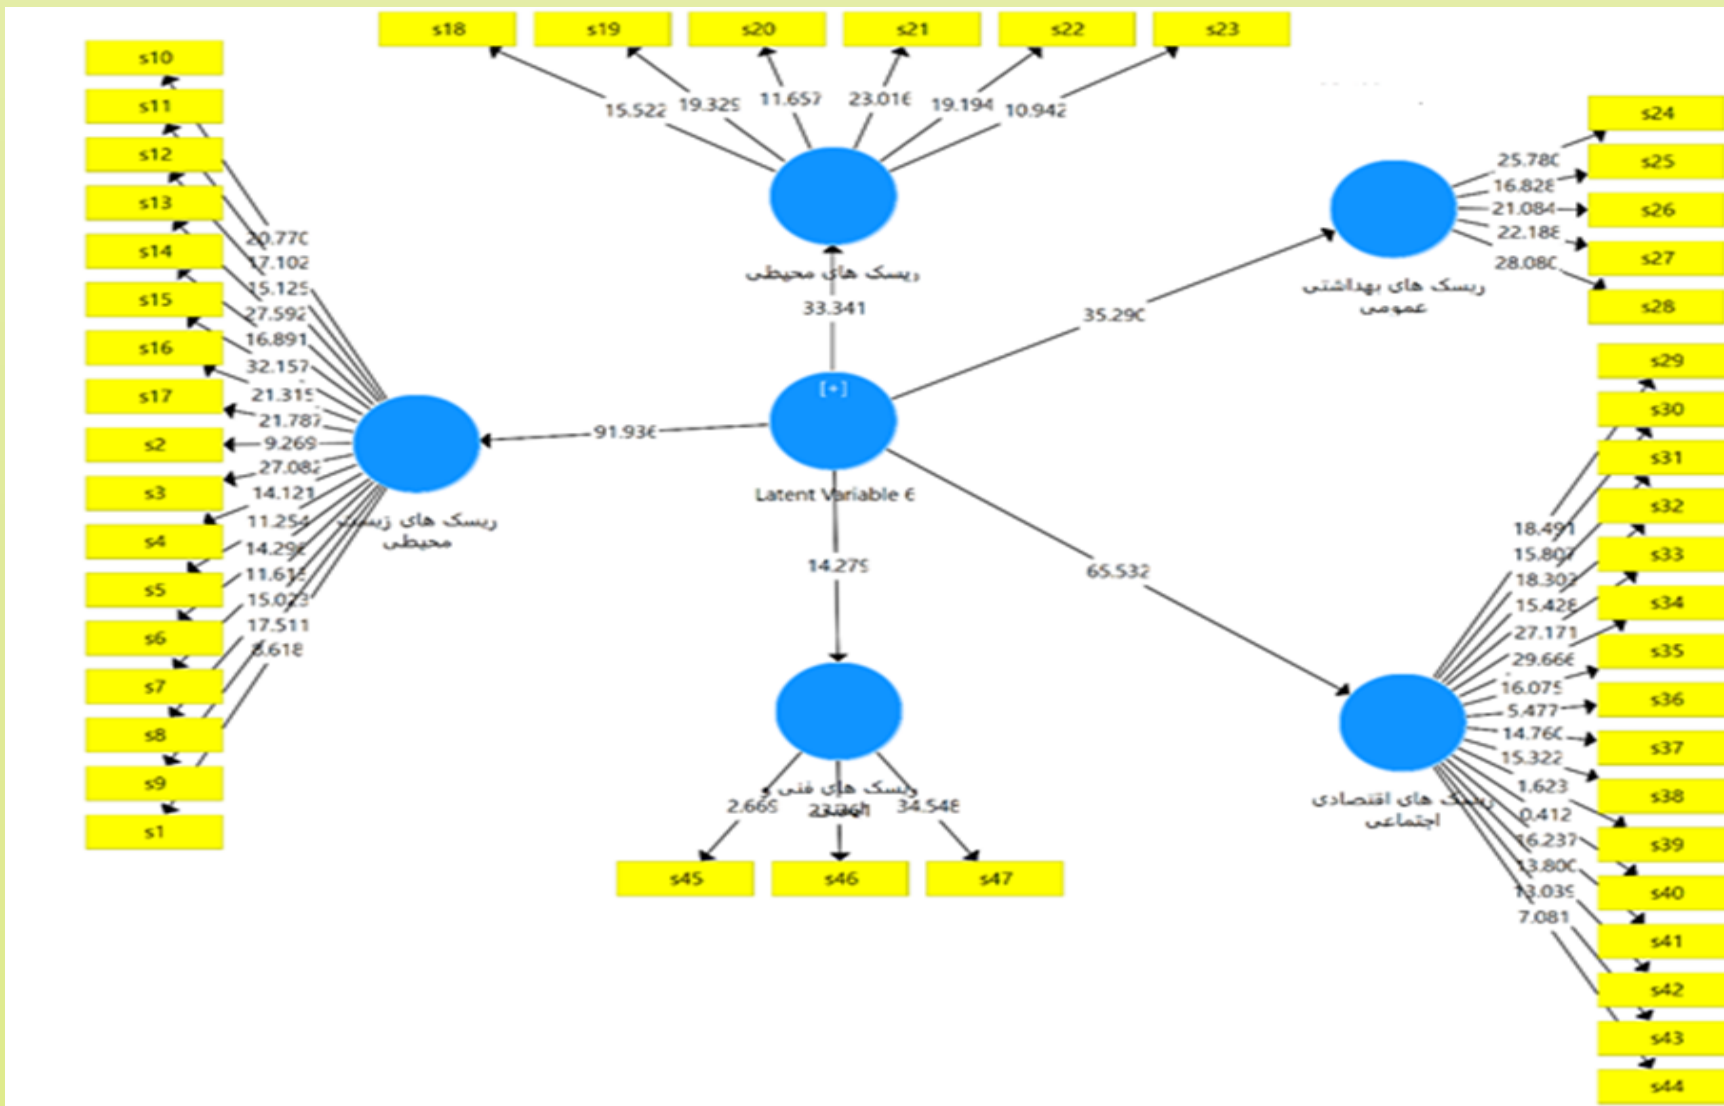 s18
s19
s20
s21
s22
s23
15.522
19.329
11.657
23.016
19.194
10.942
ریسک های محیطی
33.341
s10
s11
s12
s13
s14
s15
s16
s17
s2
s3
s4
s5
s6
s7
s8
s9
s1
20.770
17.102
15.129
27.592
16.891
32.157
21.315
21.787
9.269
27.082
14.121
11.254
14.296
11.615
15.023
17.511
8.618
ریسک های زیست
محیطی
91.936
[+]
Latent Variable 6
35.290
ریسک های بهداشتی
عمومی
25.780
16.828
21.084
22.188
28.080
s24
s25
s26
s27
s28
14.279
ریسک های فنی و
2.669
34.548
s45
s46
s47
65.532
ریسک های اقتصادی
اجتماعی
18.491
15.807
18.303
15.428
27.171
29.666
16.075
5.477
14.760
15.322
1.623
0.412
16.237
13.800
13.039
7.081
s29
s30
s31
s32
s33
s34
s35
s36
s37
s38
s39
s40
s41
s42
s43
s44